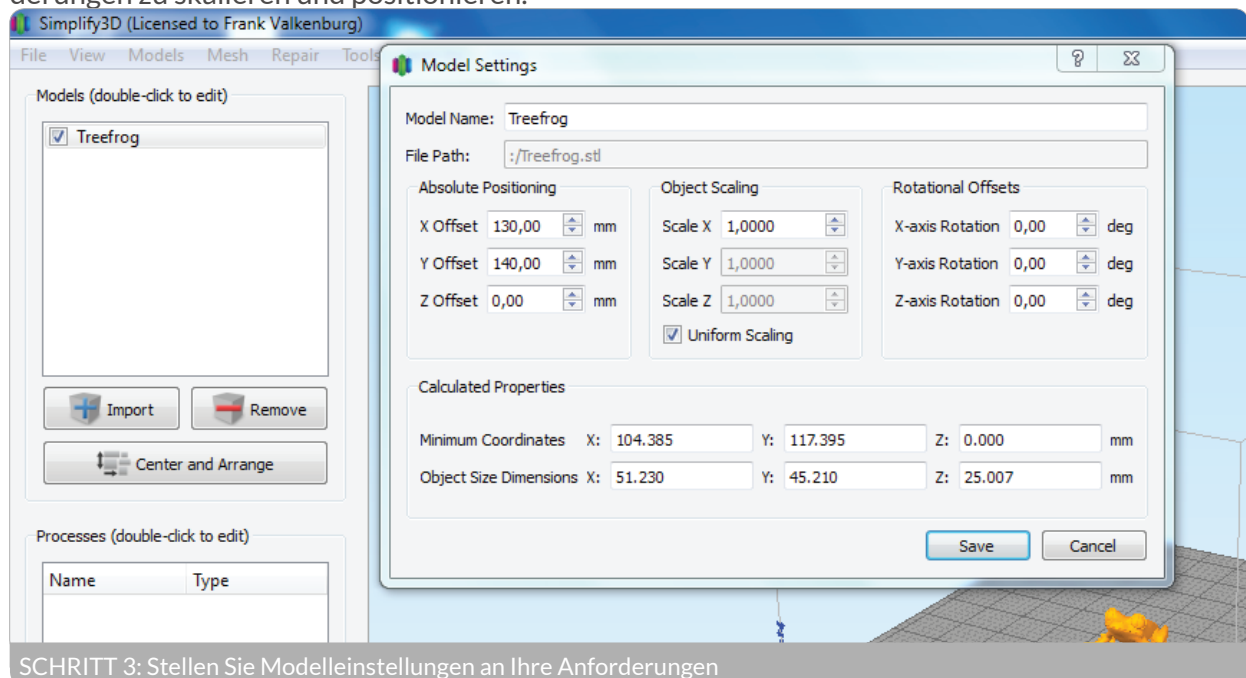 derungen zu skalieren und positionieren.
Simplify3D (Licensed to Frank Valkenburg)
File View Models Mesh Repair Tools
Model Settings
Models (double-click to edit)
Treefrog
Model Name: Treefrog
File Path: :/Treefrog.stl
Absolute Positioning
X Offset 130,00 mm
Y Offset 140,00 mm
Z Offset 0,00 mm
Object Scaling
Scale X 1,0000
Scale Y 1,0000
Scale Z 1,0000
Uniform Scaling
Rotational Offsets
X-axis Rotation 0,00 deg
Y-axis Rotation 0,00 deg
Z-axis Rotation 0,00 deg
Import
Remove
Center and Arrange
Calculated Properties
Minimum Coordinates X: 104.385 Y: 117.395 Z: 0.000 mm
Object Size Dimensions X: 51.230 Y: 45.210 Z: 25.007 mm
Save
Cancel
Processes (double-click to edit)
Name Type
SCHRITT 3: Stellen Sie Modelleinstellungen an Ihre Anforderungen